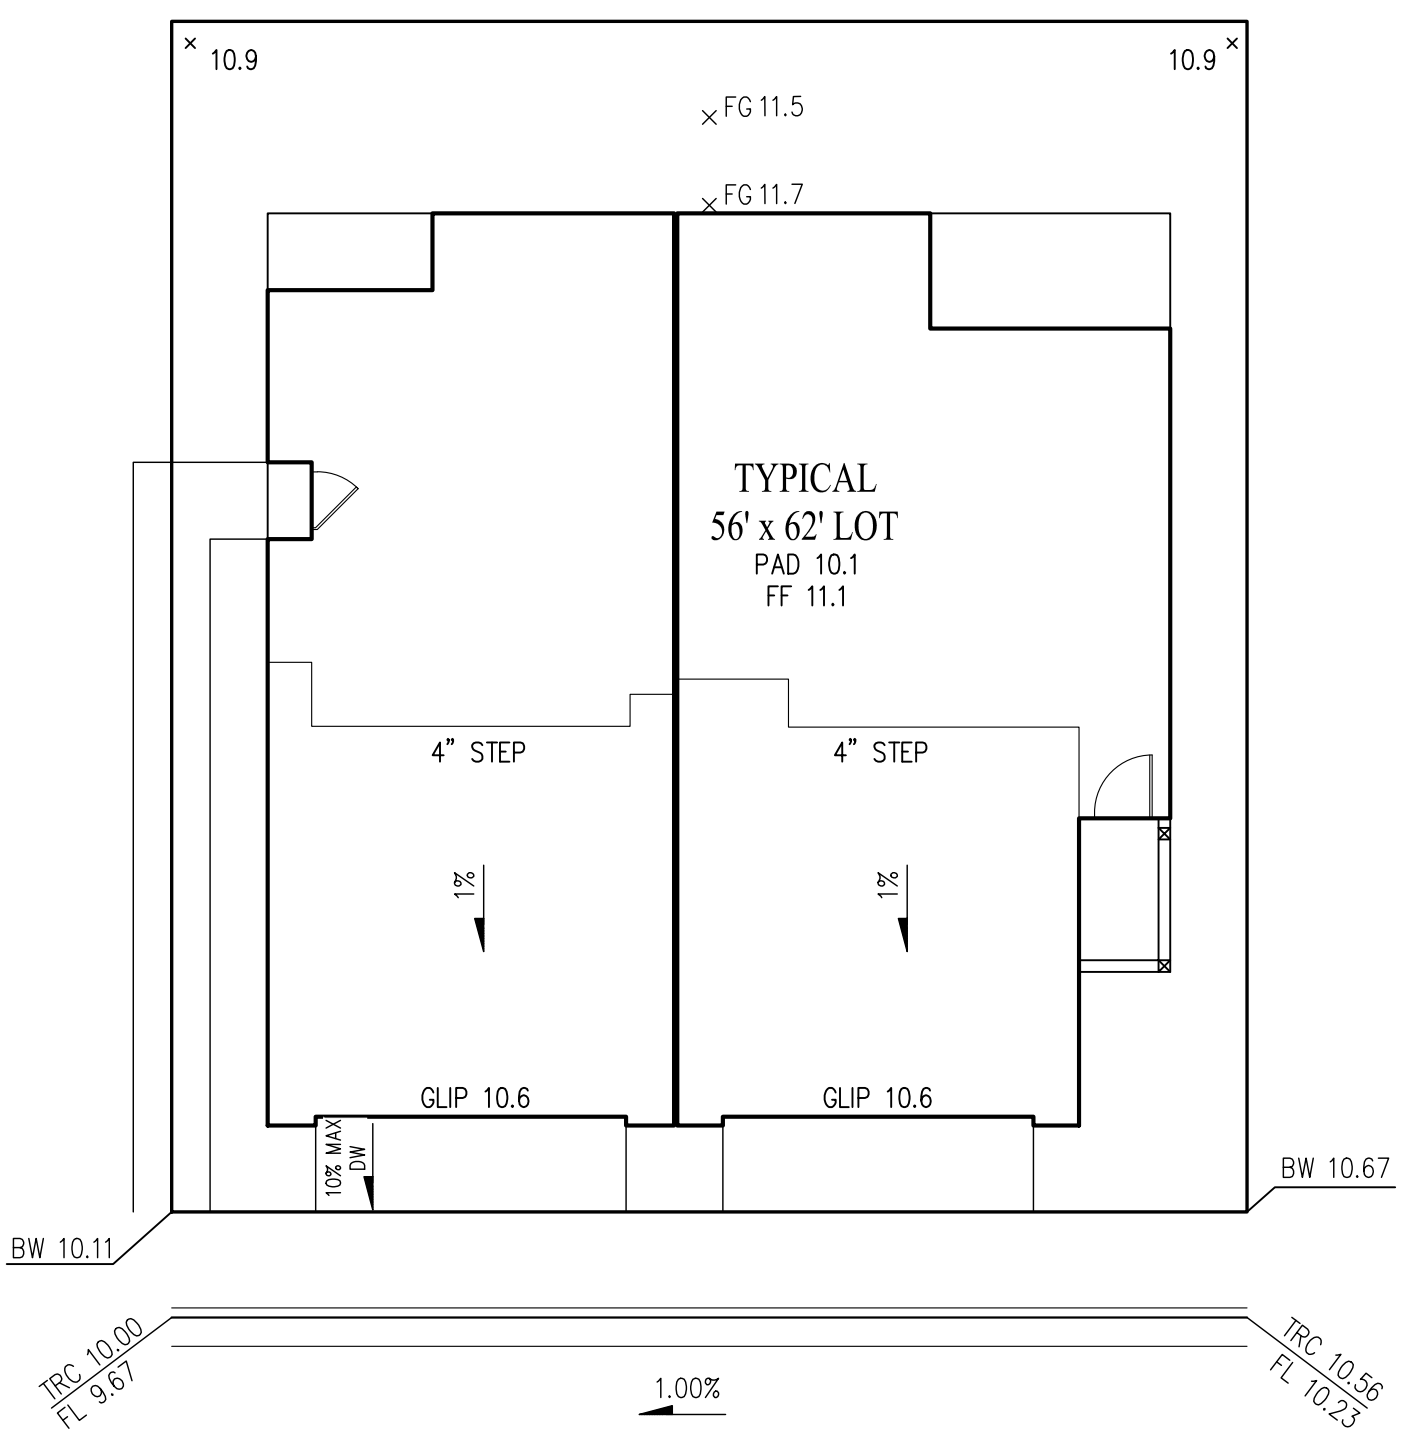 10.9
10.9
FG 11.5
FG 11.7
TYPICAL
56' x 62' LOT
PAD 10.1
FF 11.1
4” STEP
4” STEP
1%
1%
GLIP 10.6
GLIP 10.6
10% MAX
DW
BW 10.67
BW 10.11
TRC 10.00
FL 9.67
TRC 10.56
FL 10.23
1.00%